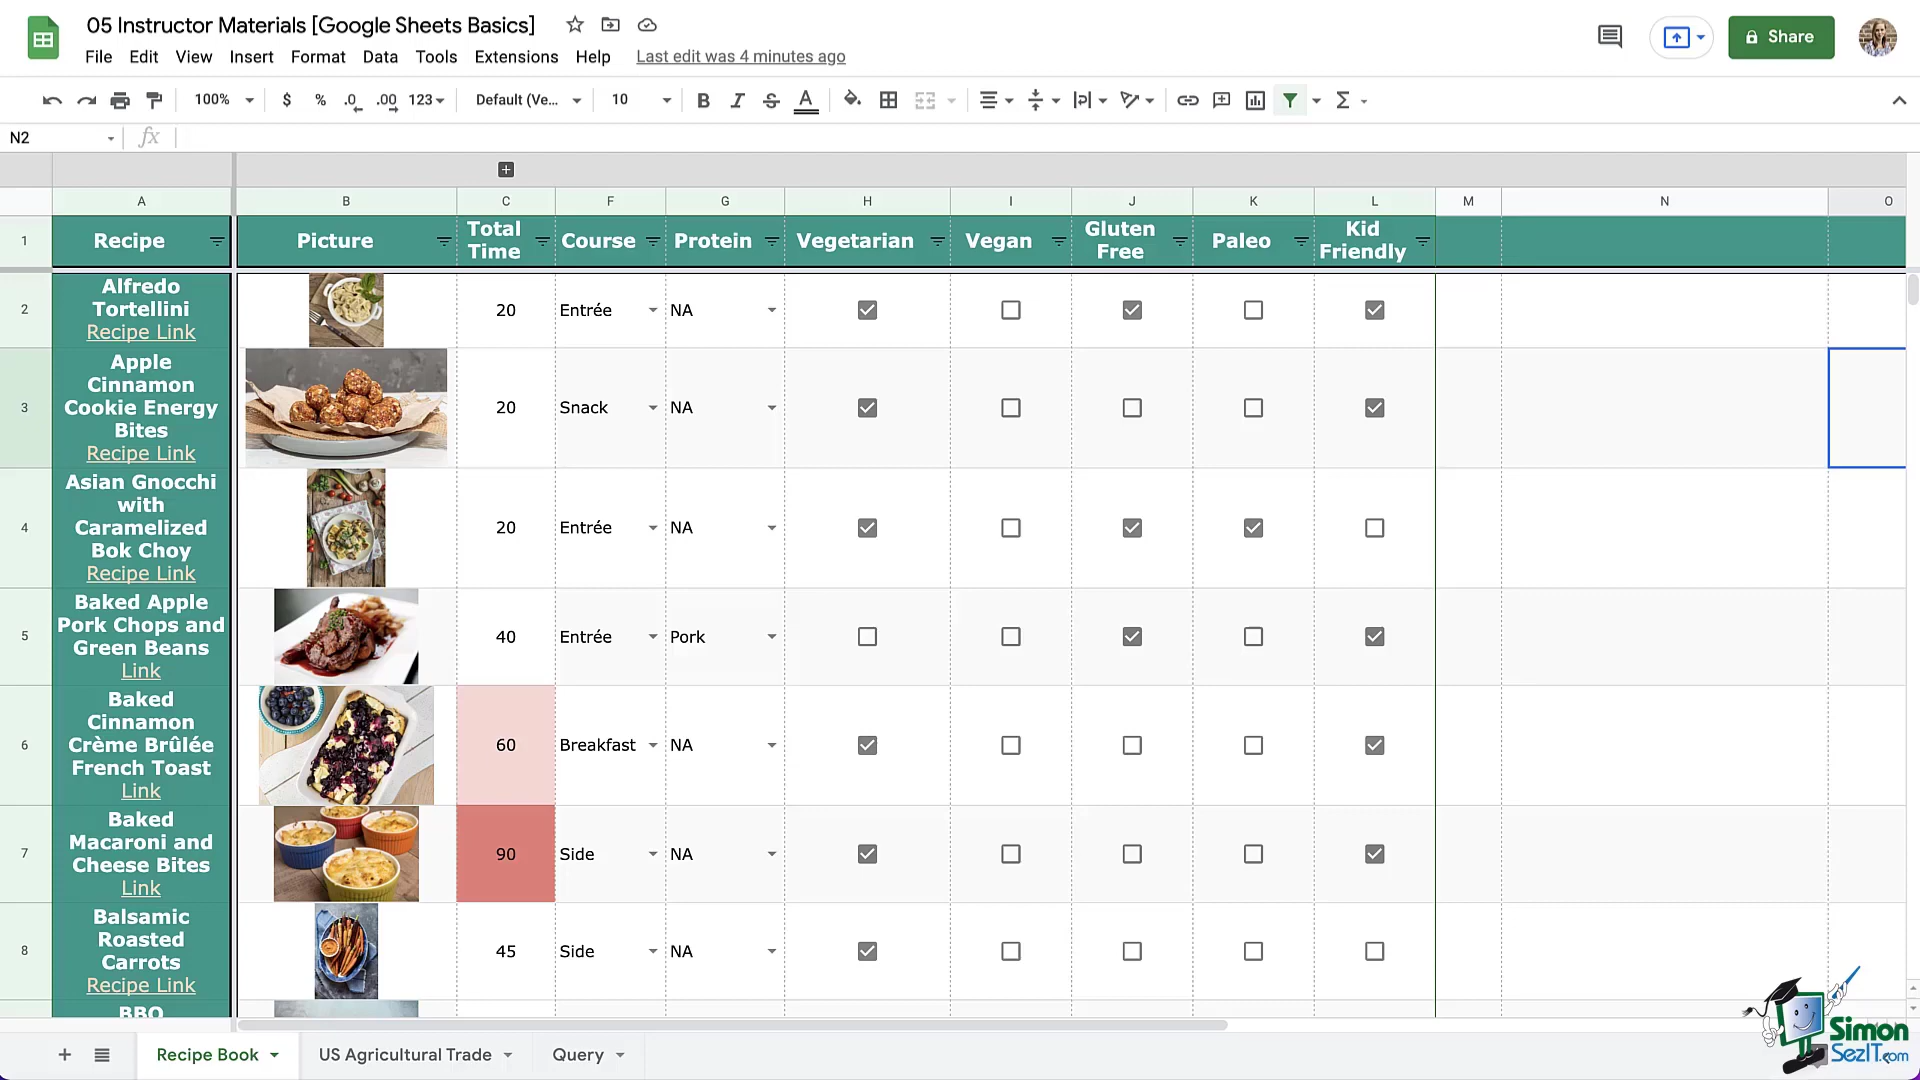 05 Instructor Materials [Google Sheets Basics]
File Edit View Insert Format Data Tools Extensions Help Last edit was 4 minutes ago
Share
100% $ % .0 .00 123 Default (Ve... 10 B I S A Σ
N2 fx
A B C F G H I J K L M N O
1 Recipe Picture Total Time Course Protein Vegetarian Vegan Gluten Free Paleo Kid Friendly
2
Alfredo
Tortellini
Recipe Link
20 Entrée NA
3
Apple
Cinnamon
Cookie Energy
Bites
Recipe Link
20 Snack NA
4
Asian Gnocchi
with
Caramelized
Bok Choy
Recipe Link
20 Entrée NA
5
Baked Apple
Pork Chops and
Green Beans
Link
40 Entrée Pork
6
Baked
Cinnamon
Crème Brûlée
French Toast
Link
60 Breakfast NA
7
Baked
Macaroni and
Cheese Bites
Link
90 Side NA
8
Balsamic
Roasted
Carrots
Recipe Link
45 Side NA
BBQ
Recipe Book US Agricultural Trade Query
Simon
SezIT.com